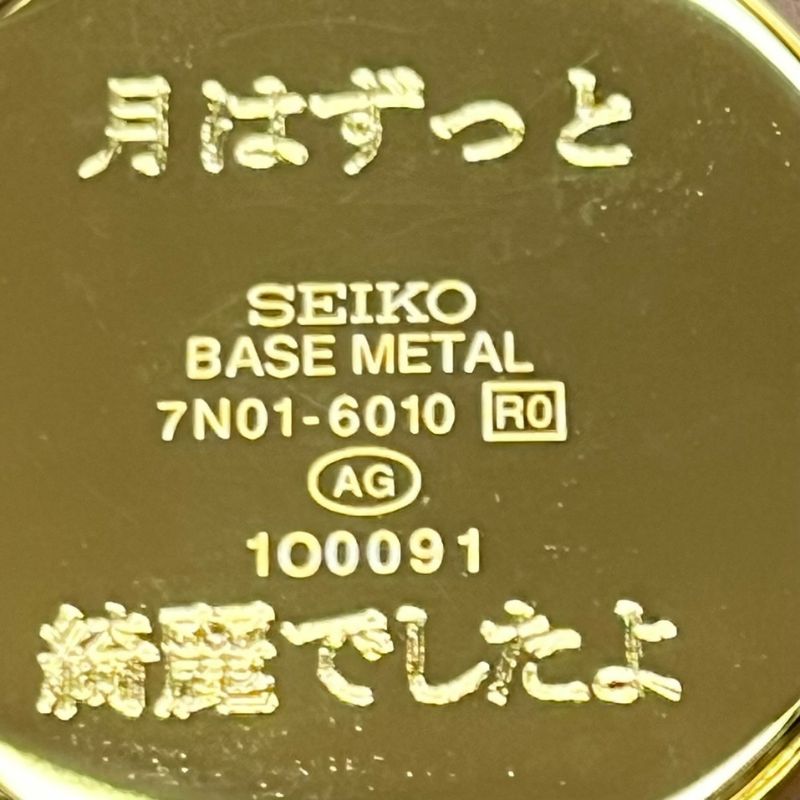 月はずっと
SEIKO
BASE METAL
7N01-6010 R0
AG
100091
綺麗でしたよ